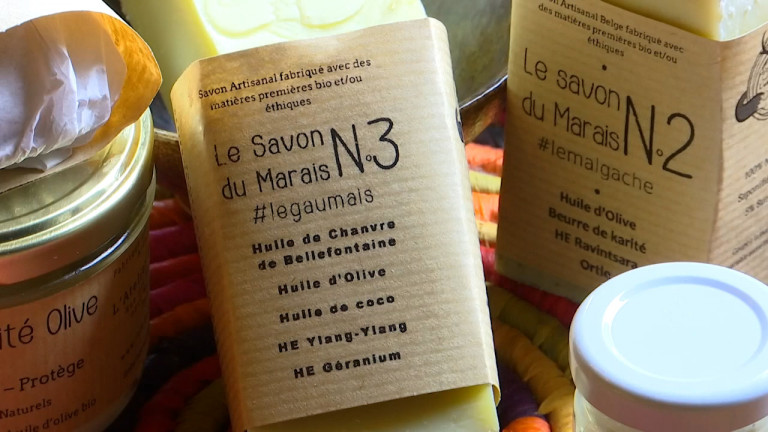 Savon Artisanal fabriqué avec des
matières premières bio et/ou
éthiques
Le Savon
du Marais N°3
#legaumais
Huile de Chanvre
de Bellefontaine
Huile d'Olive
Huile de coco
HE Ylang-Ylang
HE Géranium
Savon Artisanal Belge fabriqué avec
des matières premières bio et/ou
éthiques
Le savon
du Marais N°2
#lemalgache
Huile d'Olive
Beurre de karité
HE Ravintsara
Ortie
100%
5%
Olive
– Protège
Naturels
d'olive bio